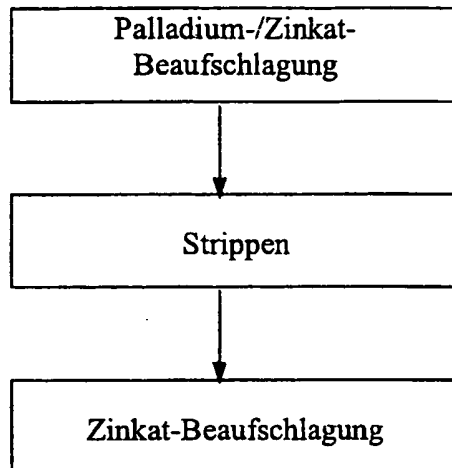 Palladium-/Zinkat-
Beaufschlagung
Strippen
Zinkat-Beaufschlagung